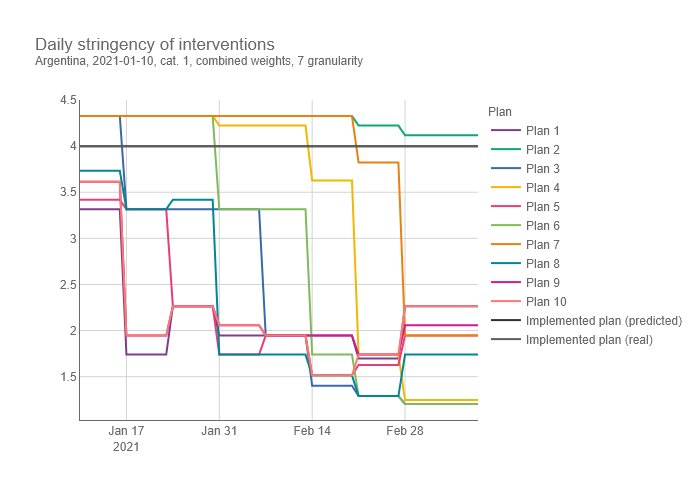 Daily stringency of interventions
Argentina, 2021-01-10, cat. 1, combined weights, 7 granularity
4.5
4
3.5
3
2.5
2
1.5
Jan 17
2021
Jan 31
Feb 14
Feb 28
Plan
Plan 1
Plan 2
Plan 3
Plan 4
Plan 5
Plan 6
Plan 7
Plan 8
Plan 9
Plan 10
Implemented plan (predicted)
Implemented plan (real)